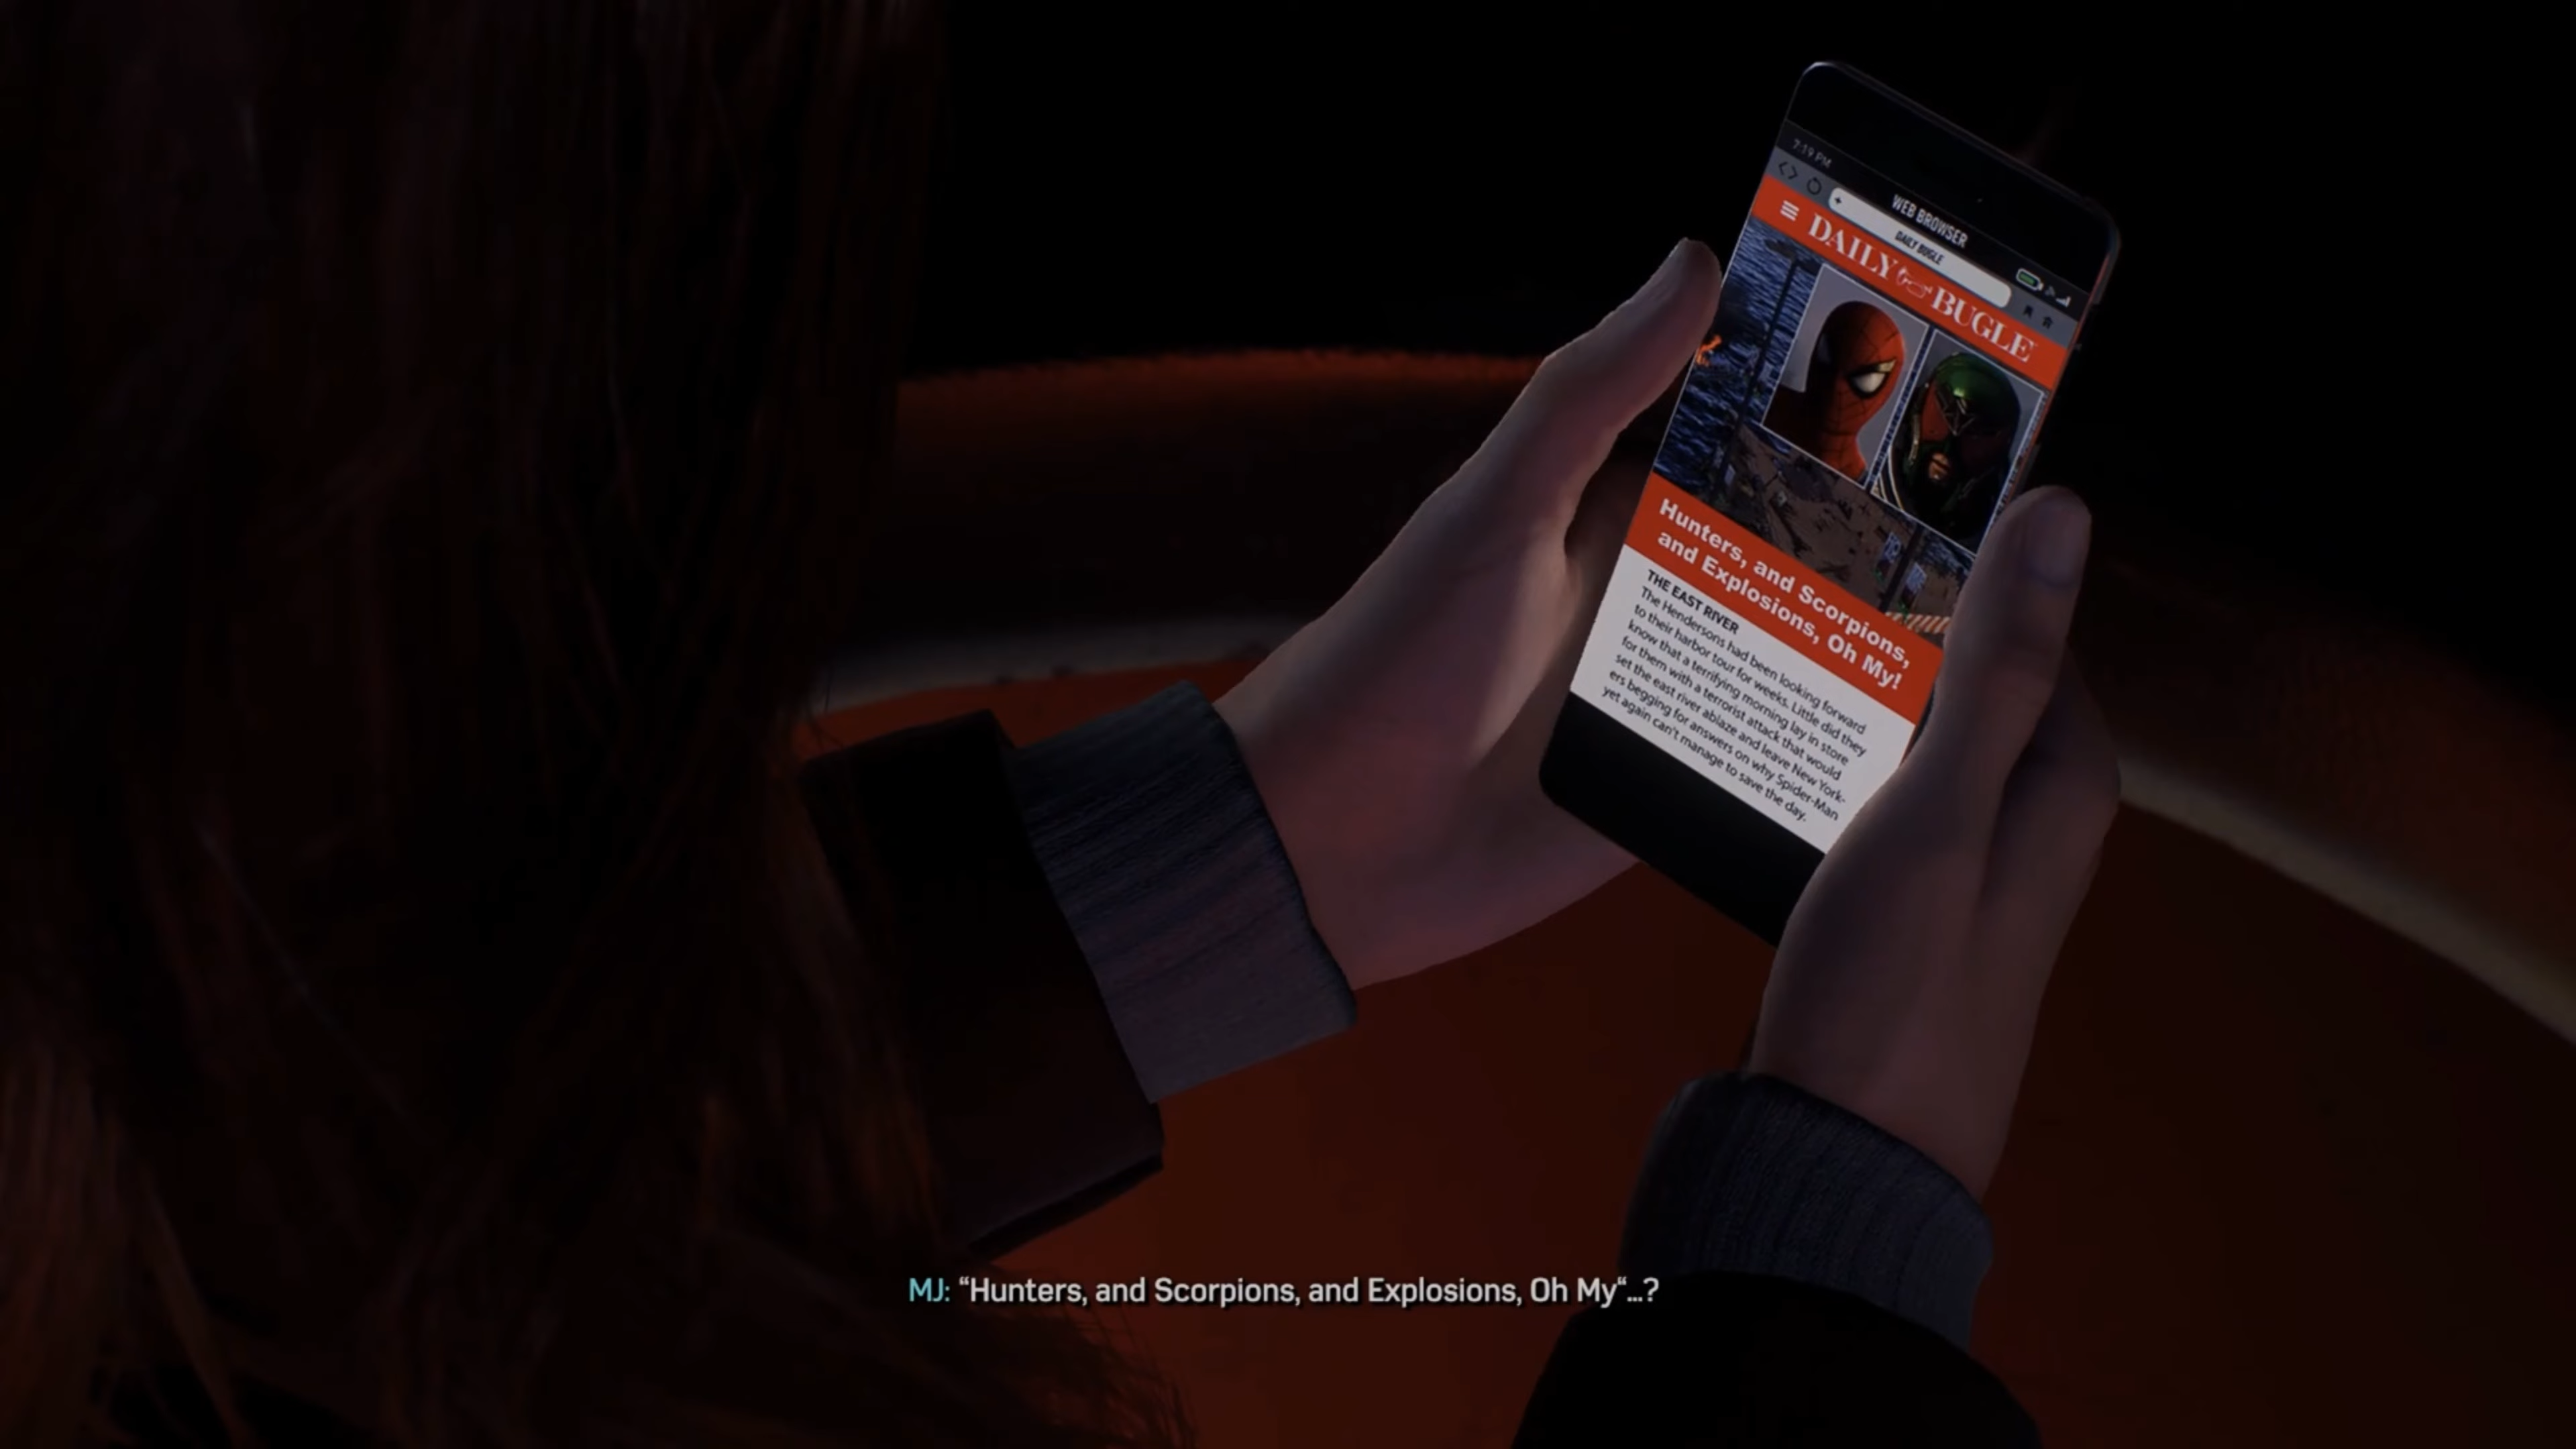 7:19 PM
WEB BROWSER
DAILY BUGLE
DAILY BUGLE
Hunters, and Scorpions,
and Explosions, Oh My!
THE EAST RIVER
The Hendersons had been looking forward
to their harbor tour for weeks. Little did they
know that a terrifying morning lay in store
for them with a terrorist attack that would
set the east river ablaze and leave New York-
ers begging for answers on why Spider-Man
yet again can't manage to save the day.
MJ: “Hunters, and Scorpions, and Explosions, Oh My“...?